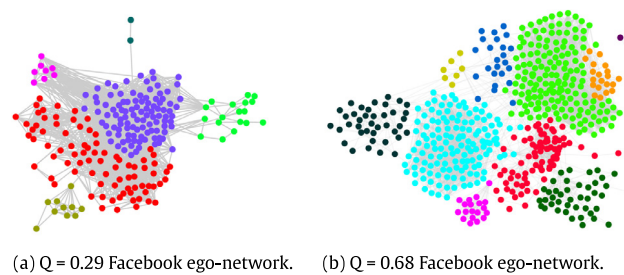 (a) Q = 0.29 Facebook ego-network.
(b) Q = 0.68 Facebook ego-network.